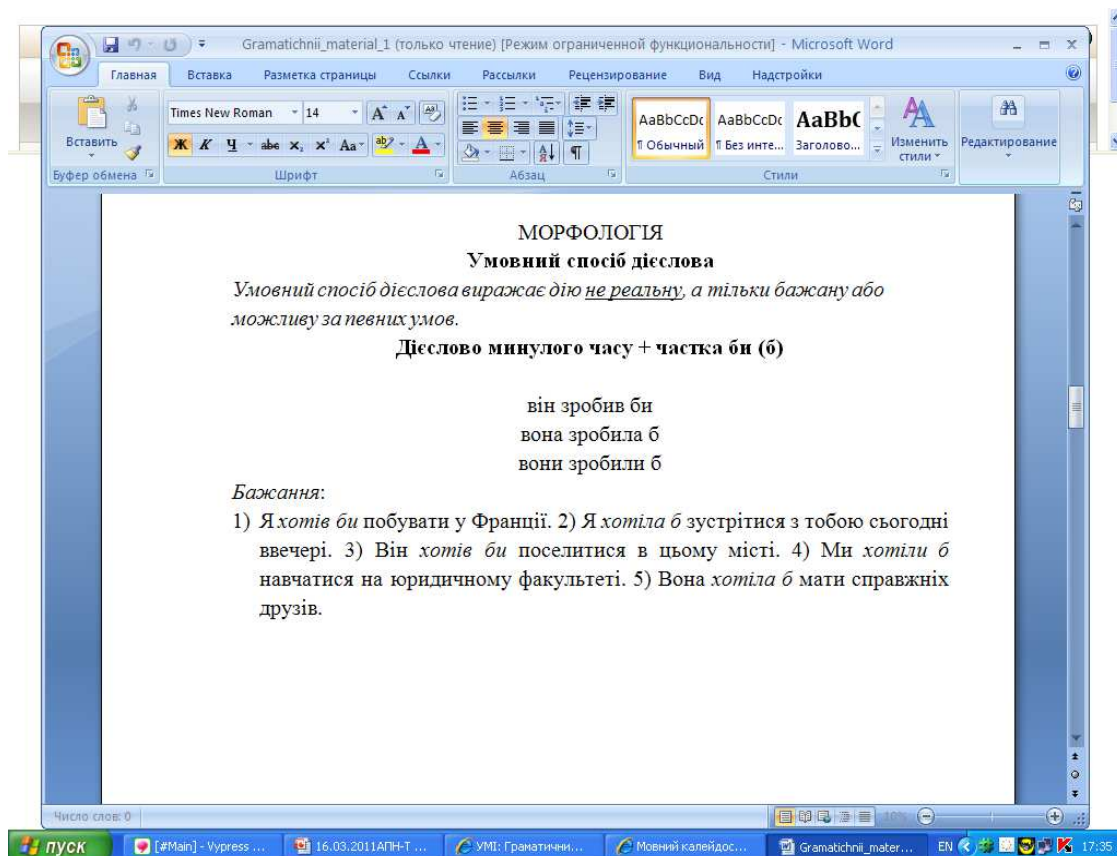 Gramatichnii_material_1 (только чтение) [Режим ограниченной функциональности] - Microsoft Word
Главная Вставка Разметка страницы Ссылки Рассылки Рецензирование Вид Надстройки
Times New Roman 14
AaBbCcDc AaBbCcDc AaBbC
Вставить
Ж К Ч abe x₂ x² Aa ab A
¶ Обычный ¶ Без инте... Заголово...
Изменить стили
Редактирование
Буфер обмена Шрифт Абзац Стили
МОРФОЛОГІЯ
Умовний спосіб дієслова
Умовний спосіб дієслова виражає дію не реальну, а тільки бажану або
можливу за певних умов.
Дієслово минулого часу + частка би (б)
він зробив би
вона зробила б
вони зробили б
Бажання:
1) Я хотів би побувати у Франції. 2) Я хотіла б зустрітися з тобою сьогодні
ввечері. 3) Він хотів би поселитися в цьому місті. 4) Ми хотіли б
навчатися на юридичному факультеті. 5) Вона хотіла б мати справжніх
друзів.
Число слов: 0 10%
пуск [#Main] - Vypress ... 16.03.2011АПН-Т ... УМІ: Граматични... Мовний калейдос... Gramatichnii_mater... EN 17:35